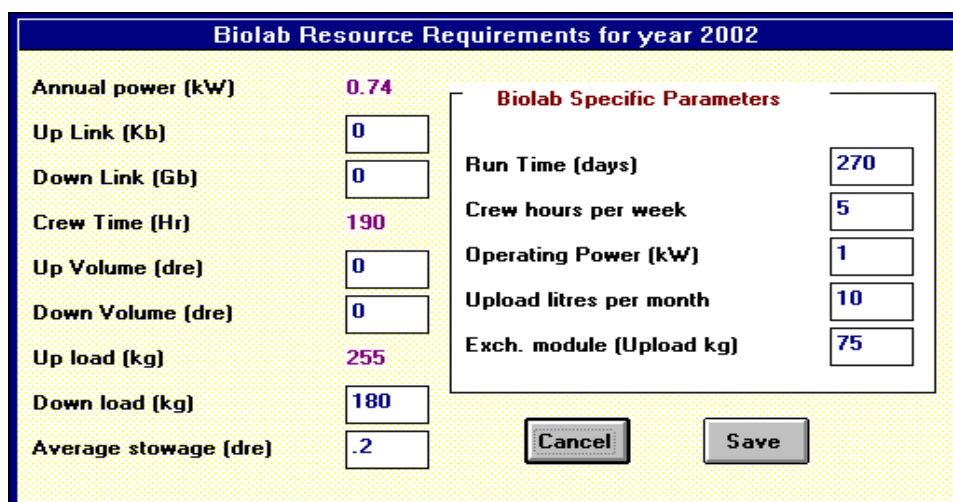 Biolab Resource Requirements for year 2002
Annual power (kW) 0.74
Up Link (Kb) 0
Down Link (Gb) 0
Crew Time (Hr) 190
Up Volume (dre) 0
Down Volume (dre) 0
Up load (kg) 255
Down load (kg) 180
Average stowage (dre) .2
Biolab Specific Parameters
Run Time (days) 270
Crew hours per week 5
Operating Power (kW) 1
Upload litres per month 10
Exch. module (Upload kg) 75
Cancel Save